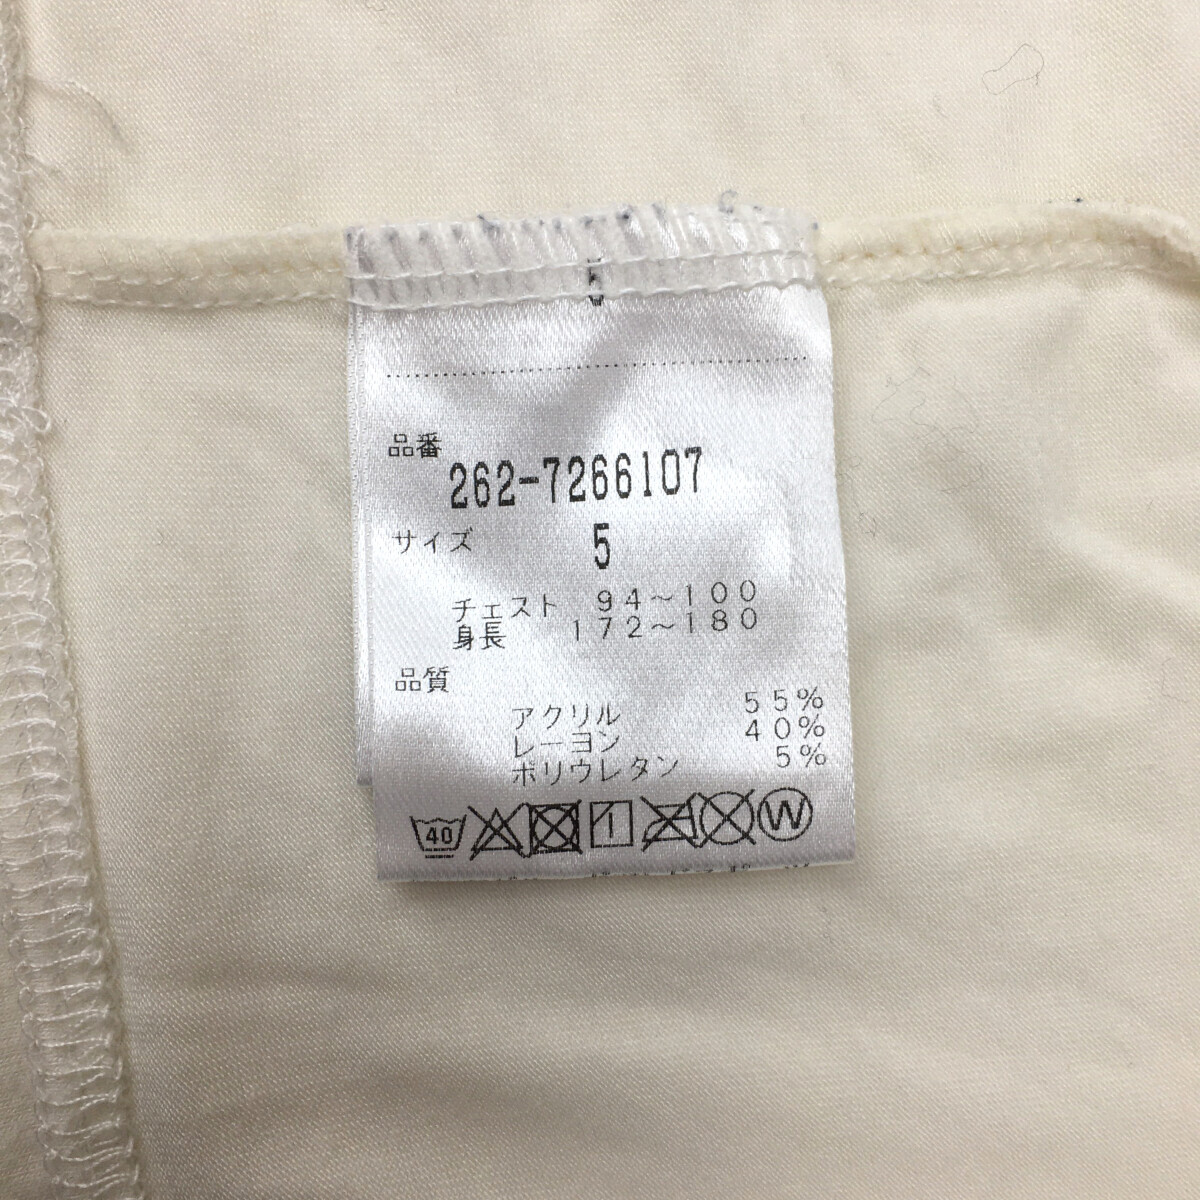 品番
262-7266107
サイズ 5
チェスト 94～100
身長 172～180
品質
アクリル 55%
レーヨン 40%
ポリウレタン 5%
40 W